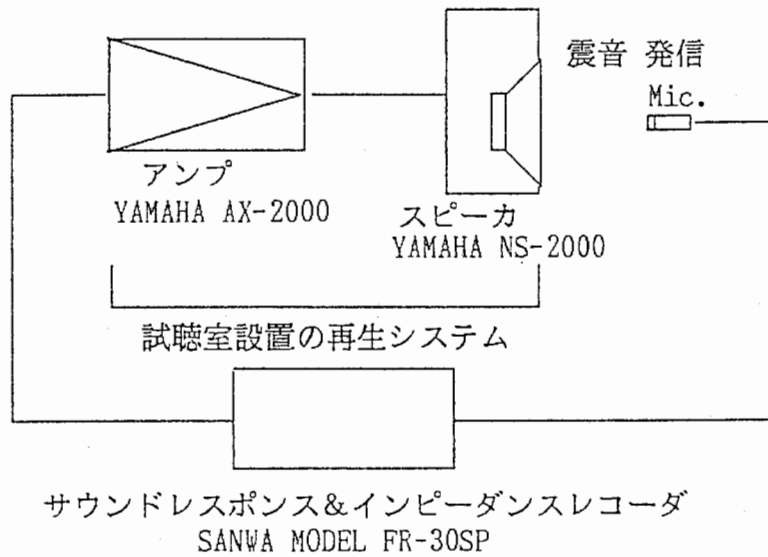 震音 発信
Mic.
アンプ
YAMAHA AX-2000
スピーカ
YAMAHA NS-2000
試聴室設置の再生システム
サウンドレスポンス&インピーダンスレコーダ
SANWA MODEL FR-30SP